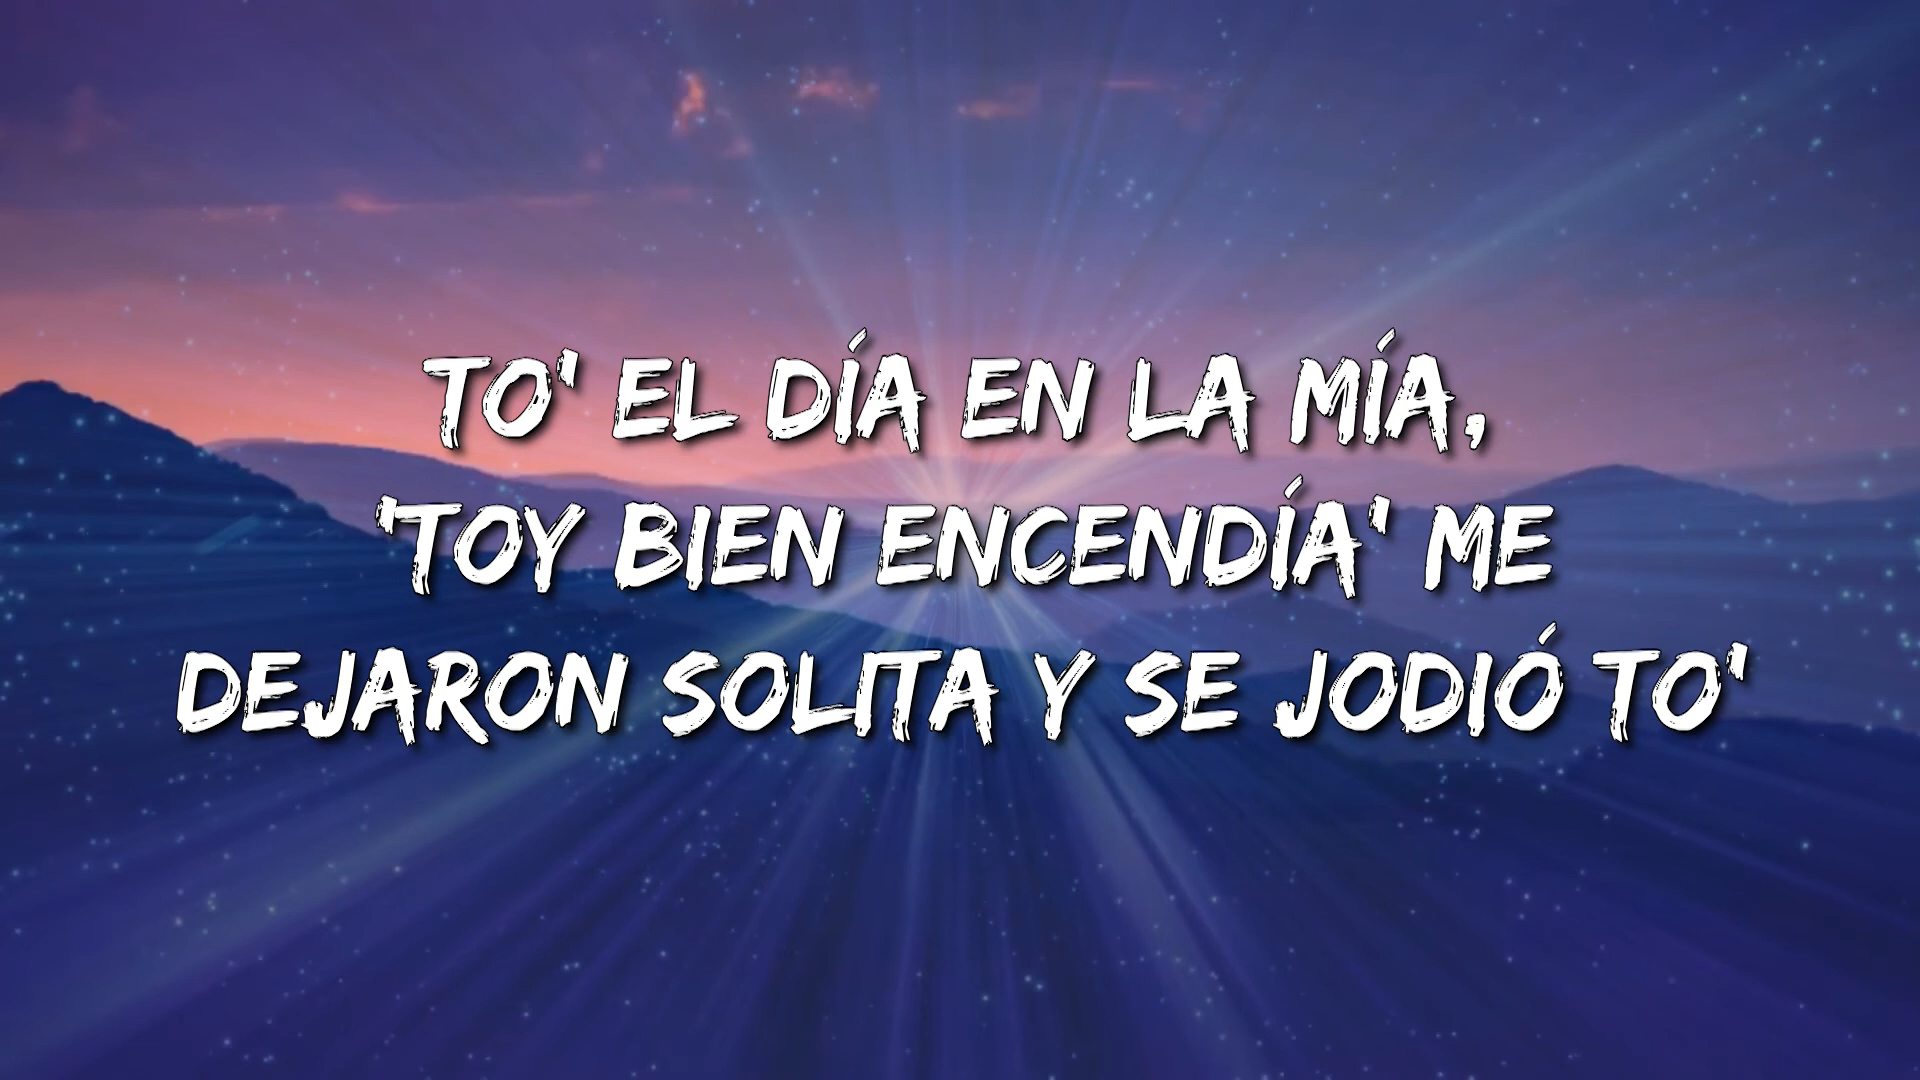 TO' EL DÍA EN LA MÍA,
'TOY BIEN ENCENDÍA' ME
DEJARON SOLITA Y SE JODIÓ TO'